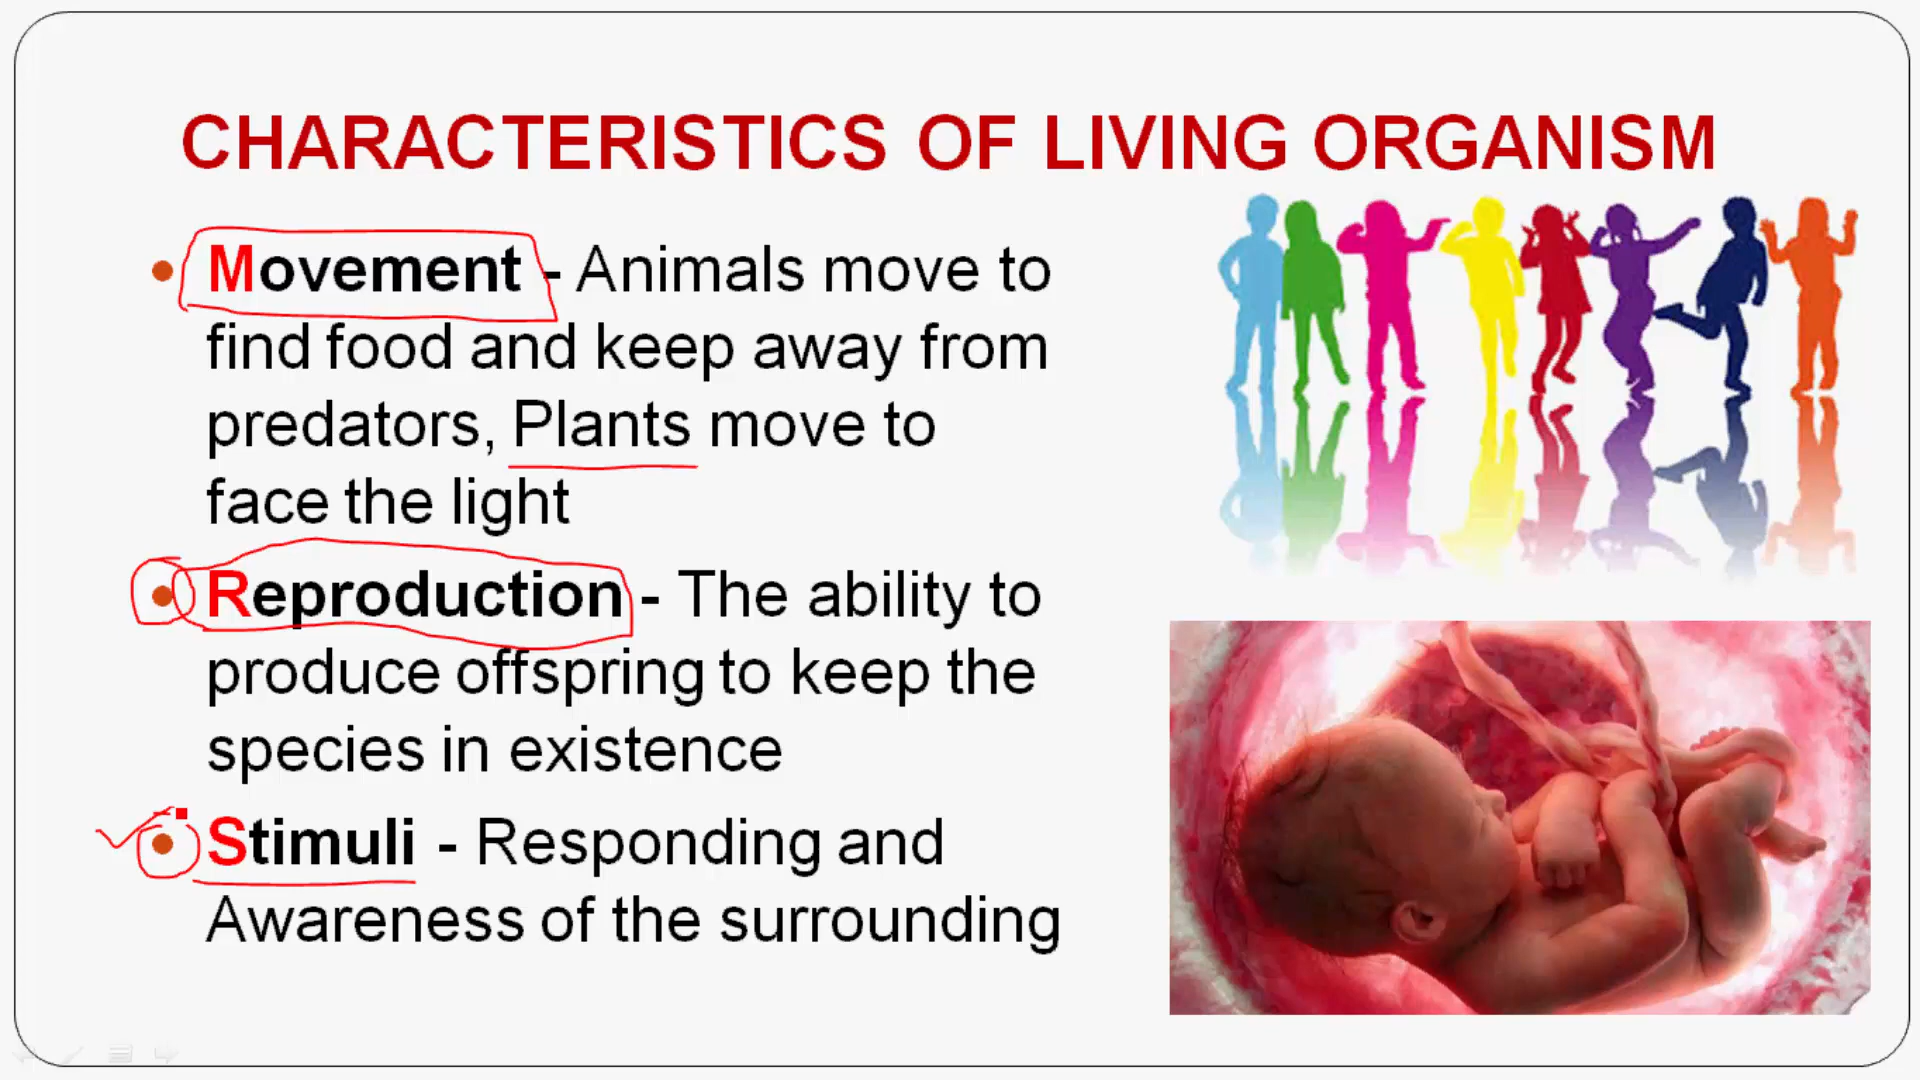 CHARACTERISTICS OF LIVING ORGANISM
• Movement - Animals move to
find food and keep away from
predators, Plants move to
face the light
• Reproduction - The ability to
produce offspring to keep the
species in existence
• Stimuli - Responding and
Awareness of the surrounding